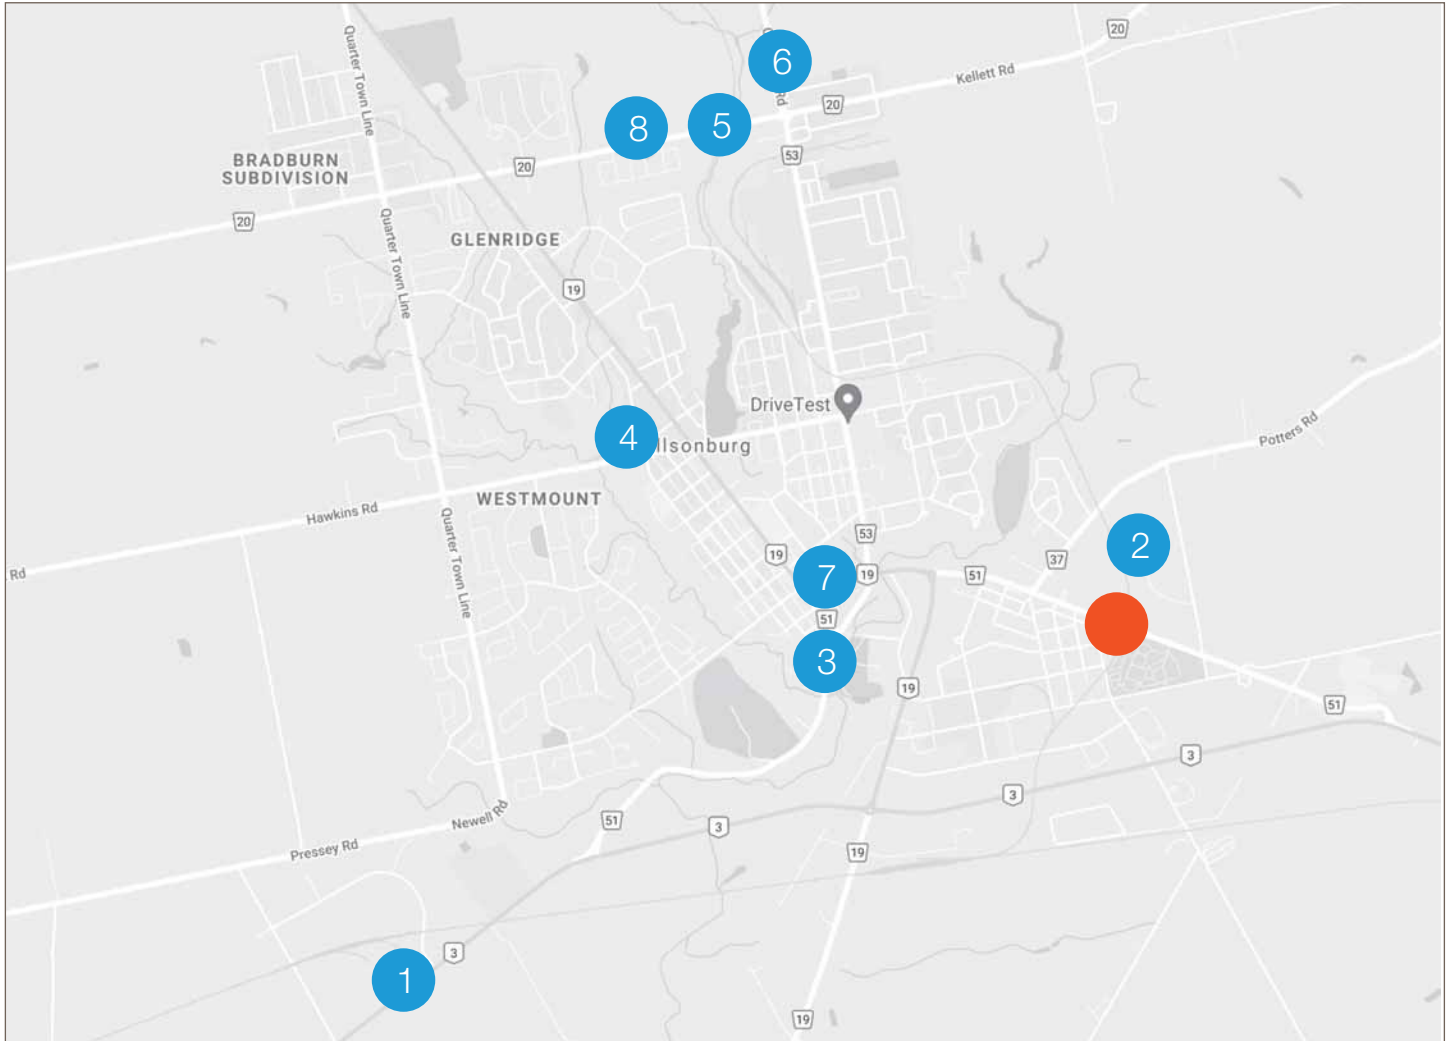 Quarter Town Line
6
20
Kellett Rd
Rd
20
8
5
BRADBURN
SUBDIVISION
20
53
20
Quarter Town Line
GLENRIDGE
19
DriveTest
4
llsonburg
Potters Rd
WESTMOUNT
Hawkins Rd
Quarter Town Line
53
2
19
37
Rd
7
19
51
51
3
19
51
3
3
Newell Rd
51
3
Pressey Rd
19
3
1
19